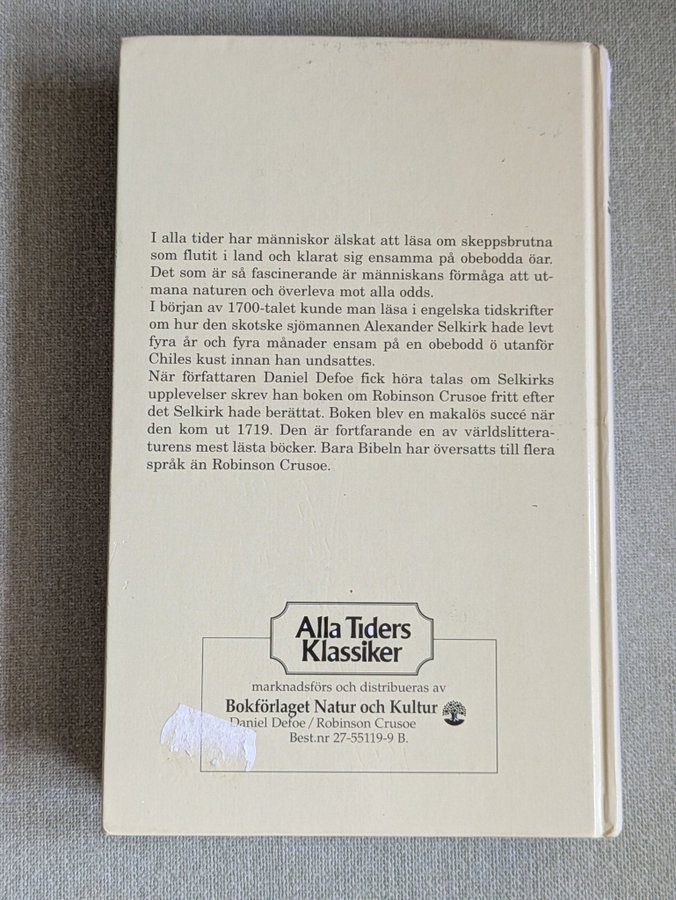 I alla tider har människor älskat att läsa om skeppsbrutna
som flutit i land och klarat sig ensamma på obebodda öar.
Det som är så fascinerande är människans förmåga att ut-
mana naturen och överleva mot alla odds.
I början av 1700-talet kunde man läsa i engelska tidskrifter
om hur den skotske sjömannen Alexander Selkirk hade levt
fyra år och fyra månader ensam på en obebodd ö utanför
Chiles kust innan han undsattes.
När författaren Daniel Defoe fick höra talas om Selkirks
upplevelser skrev han boken om Robinson Crusoe fritt efter
det Selkirk hade berättat. Boken blev en makalös succé när
den kom ut 1719. Den är fortfarande en av världslittera-
turens mest lästa böcker. Bara Bibeln har översatts till flera
språk än Robinson Crusoe.
Alla Tiders
Klassiker
marknadsförs och distribueras av
Bokförlaget Natur och Kultur
Daniel Defoe / Robinson Crusoe
Best.nr 27-55119-9 B.